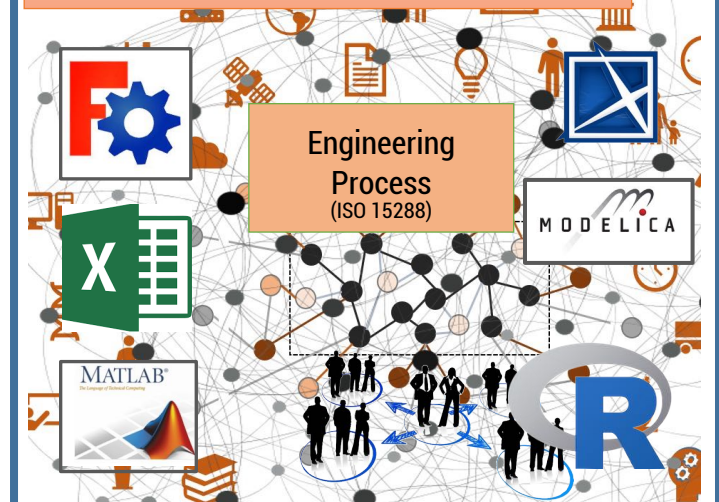 Engineering
Process
(ISO 15288)
MODELICA
X
MATLAB®
The Language of Technical Computing
R